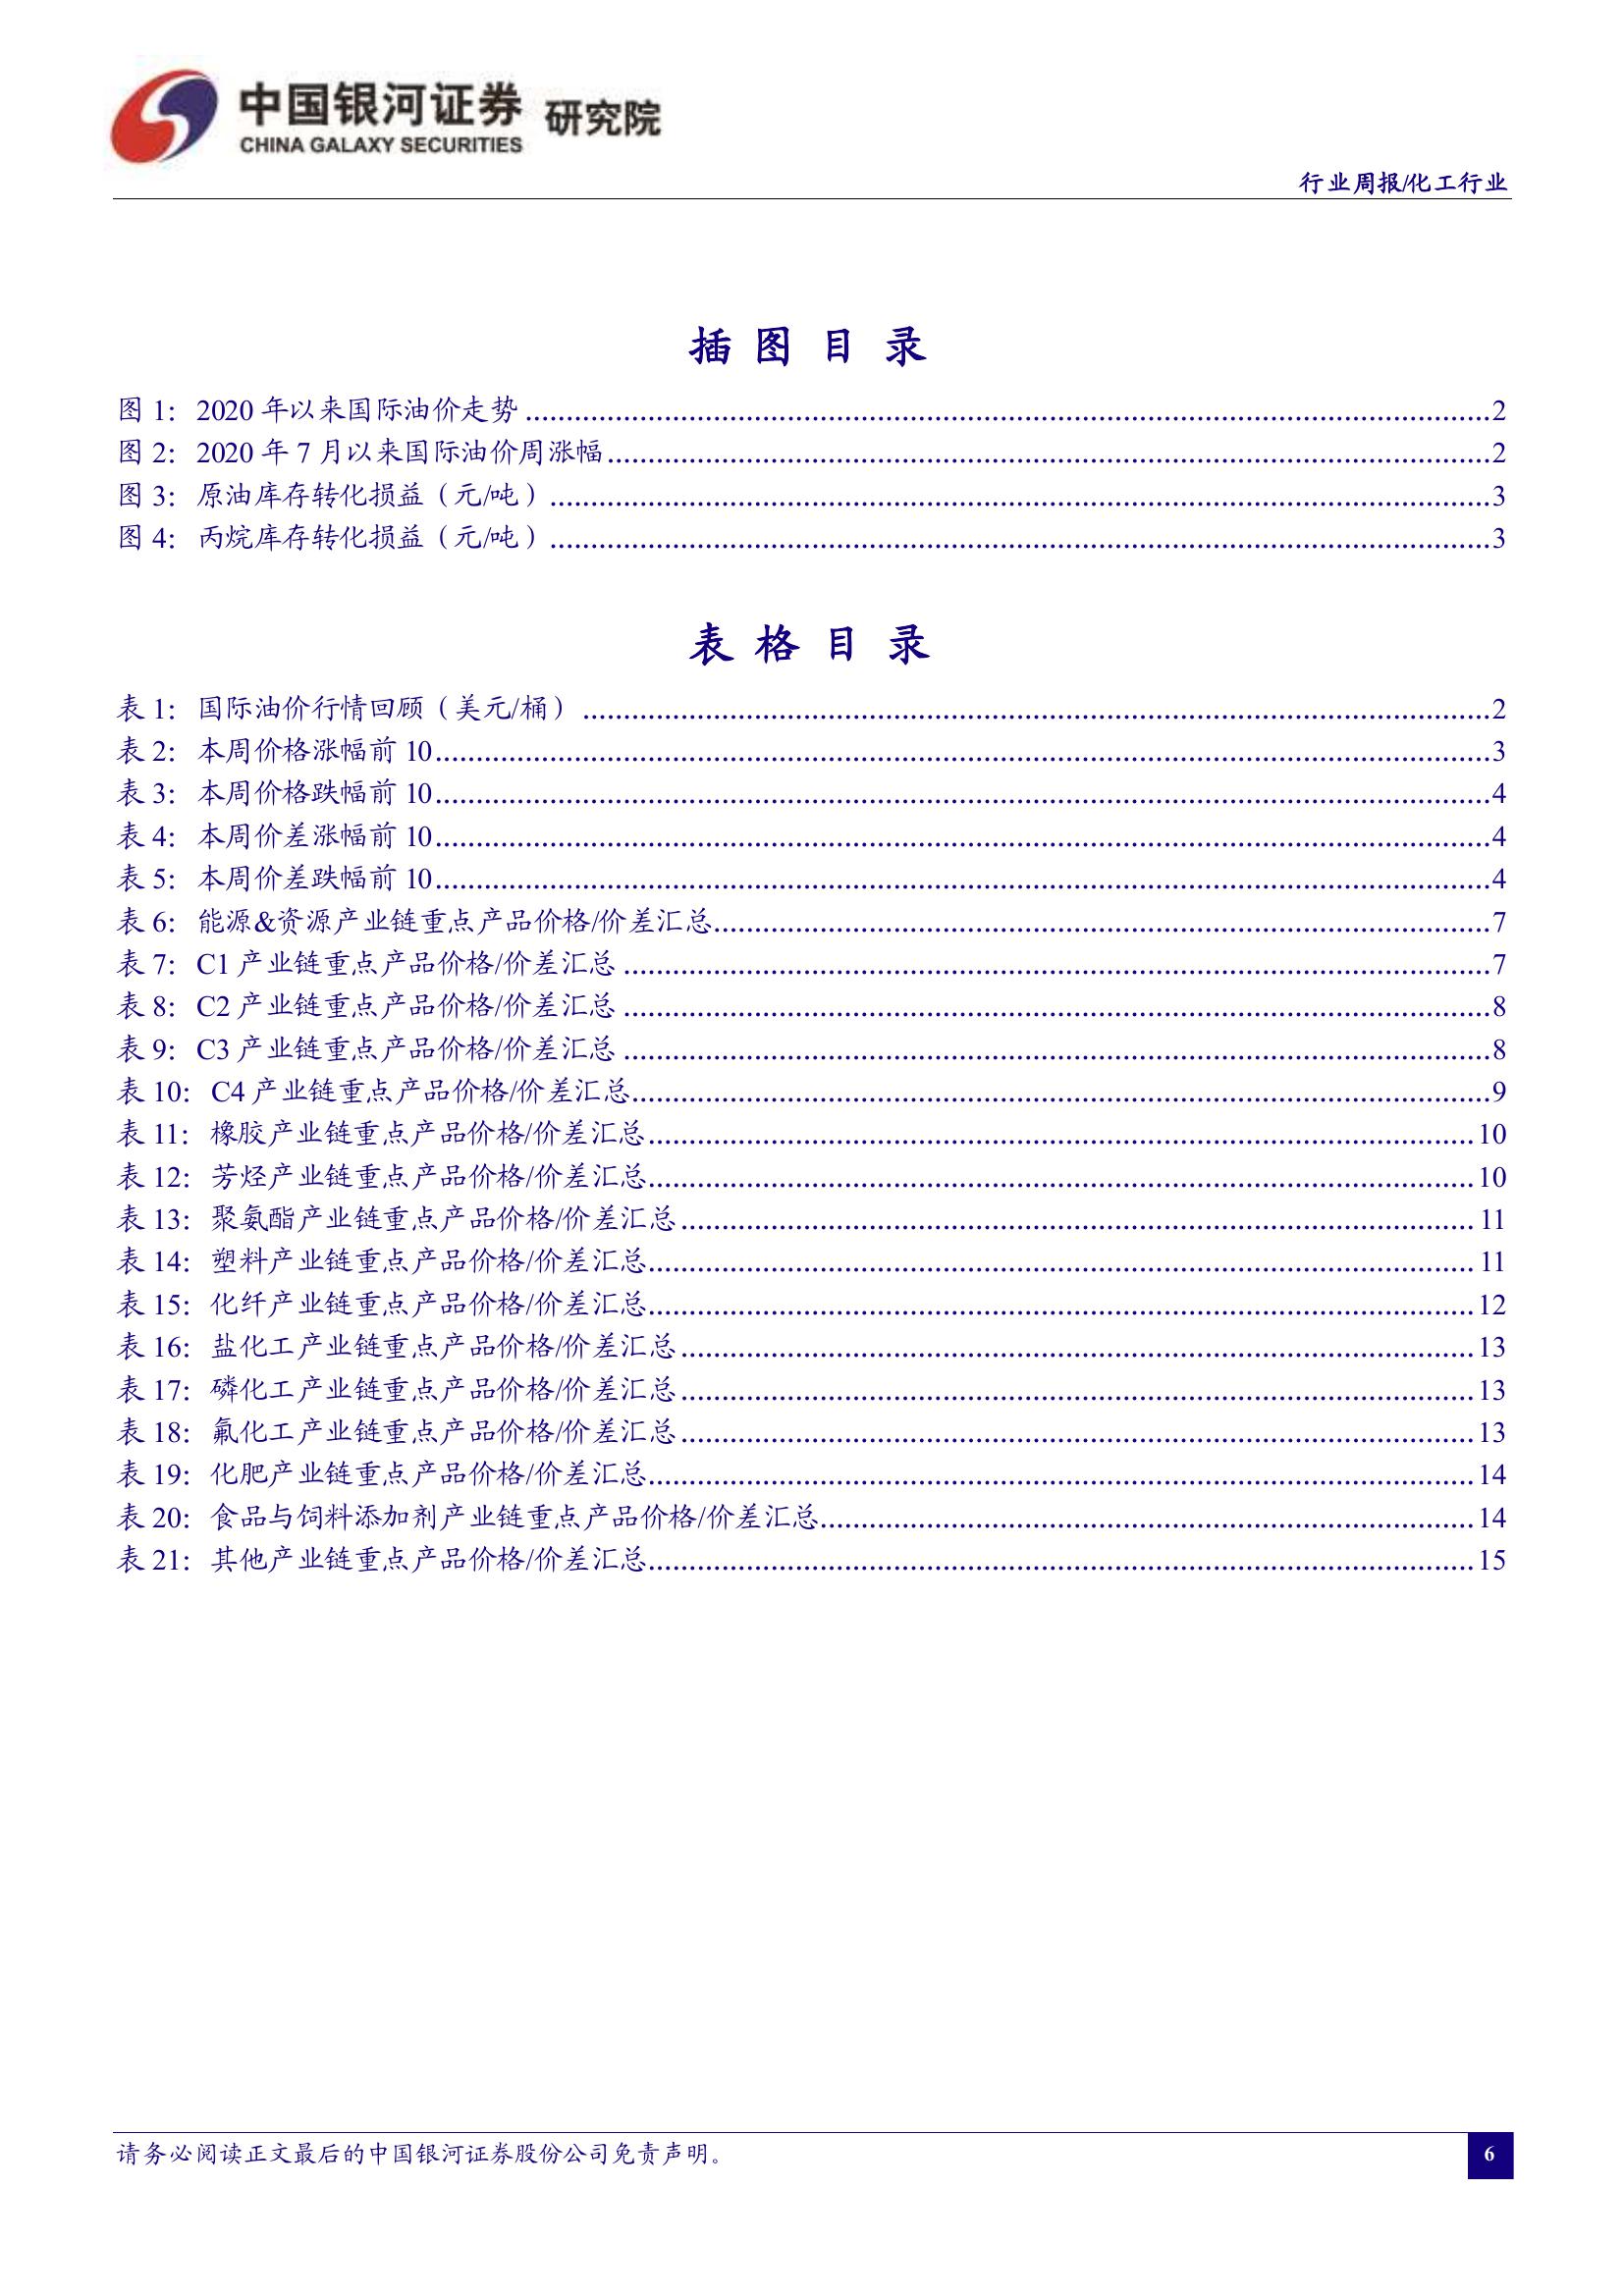 中国银河证券 研究院
CHINA GALAXY SECURITIES
行业周报/化工行业
插图目录
图 1: 2020 年以来国际油价走势 ........ 2
图 2: 2020 年 7 月以来国际油价周涨幅 ........ 2
图 3: 原油库存转化损益（元/吨） ........ 3
图 4: 丙烷库存转化损益（元/吨） ........ 3
表格目录
表 1: 国际油价行情回顾（美元/桶） ........ 2
表 2: 本周价格涨幅前 10 ........ 3
表 3: 本周价格跌幅前 10 ........ 4
表 4: 本周价差涨幅前 10 ........ 4
表 5: 本周价差跌幅前 10 ........ 4
表 6: 能源&资源产业链重点产品价格/价差汇总 ........ 7
表 7: C1 产业链重点产品价格/价差汇总 ........ 7
表 8: C2 产业链重点产品价格/价差汇总 ........ 8
表 9: C3 产业链重点产品价格/价差汇总 ........ 8
表 10: C4 产业链重点产品价格/价差汇总 ........ 9
表 11: 橡胶产业链重点产品价格/价差汇总 ........ 10
表 12: 芳烃产业链重点产品价格/价差汇总 ........ 10
表 13: 聚氨酯产业链重点产品价格/价差汇总 ........ 11
表 14: 塑料产业链重点产品价格/价差汇总 ........ 11
表 15: 化纤产业链重点产品价格/价差汇总 ........ 12
表 16: 盐化工产业链重点产品价格/价差汇总 ........ 13
表 17: 磷化工产业链重点产品价格/价差汇总 ........ 13
表 18: 氟化工产业链重点产品价格/价差汇总 ........ 13
表 19: 化肥产业链重点产品价格/价差汇总 ........ 14
表 20: 食品与饲料添加剂产业链重点产品价格/价差汇总 ........ 14
表 21: 其他产业链重点产品价格/价差汇总 ........ 15
请务必阅读正文最后的中国银河证券股份公司免责声明。
6